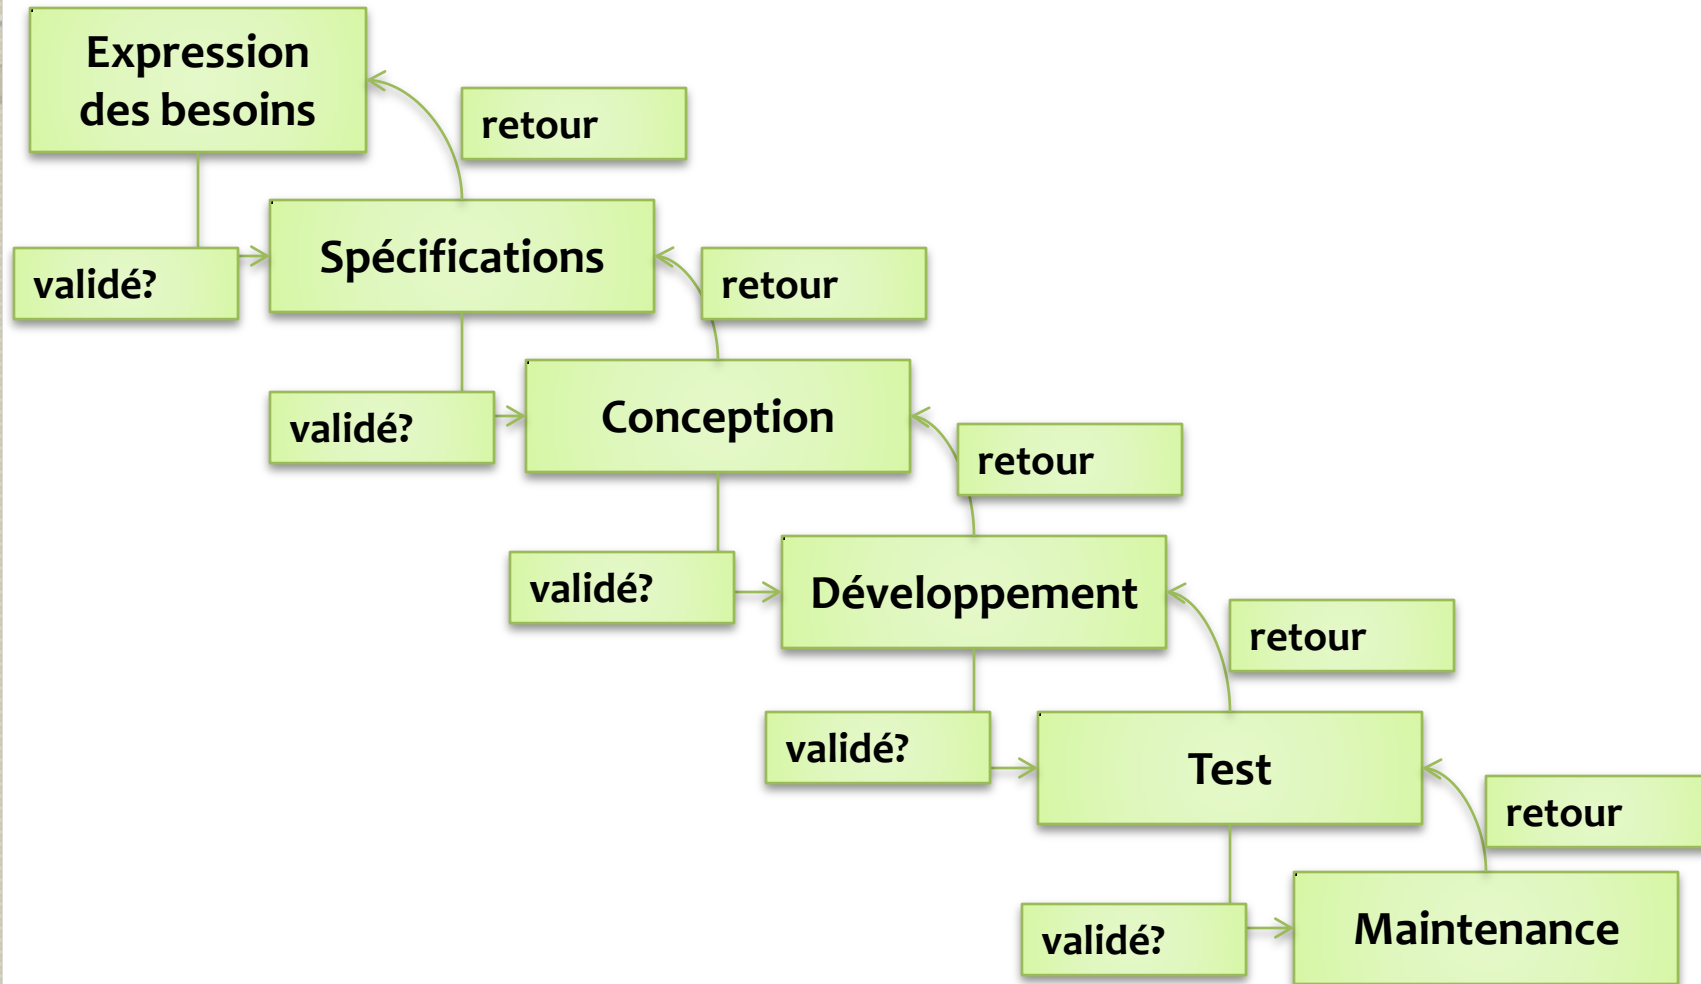 Expression
des besoins
retour
Spécifications
validé?
retour
Conception
validé?
retour
Développement
validé?
retour
validé?
Test
retour
Maintenance
validé?